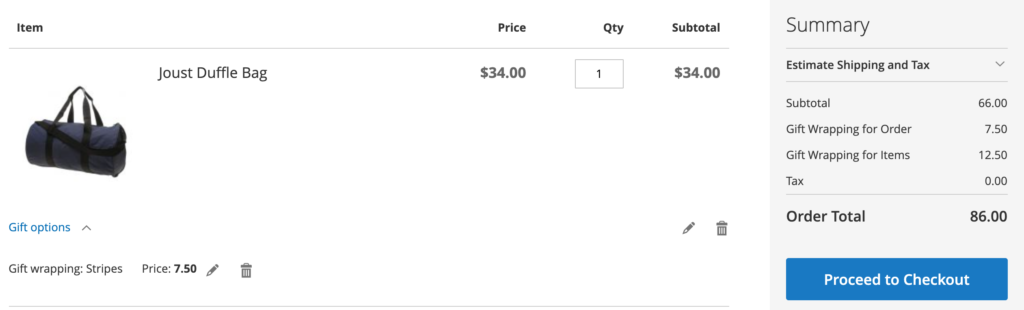 Item Price Qty Subtotal
Joust Duffle Bag $34.00 1 $34.00
Gift options
Gift wrapping: Stripes Price: 7.50
Summary
Estimate Shipping and Tax
Subtotal 66.00
Gift Wrapping for Order 7.50
Gift Wrapping for Items 12.50
Tax 0.00
Order Total 86.00
Proceed to Checkout